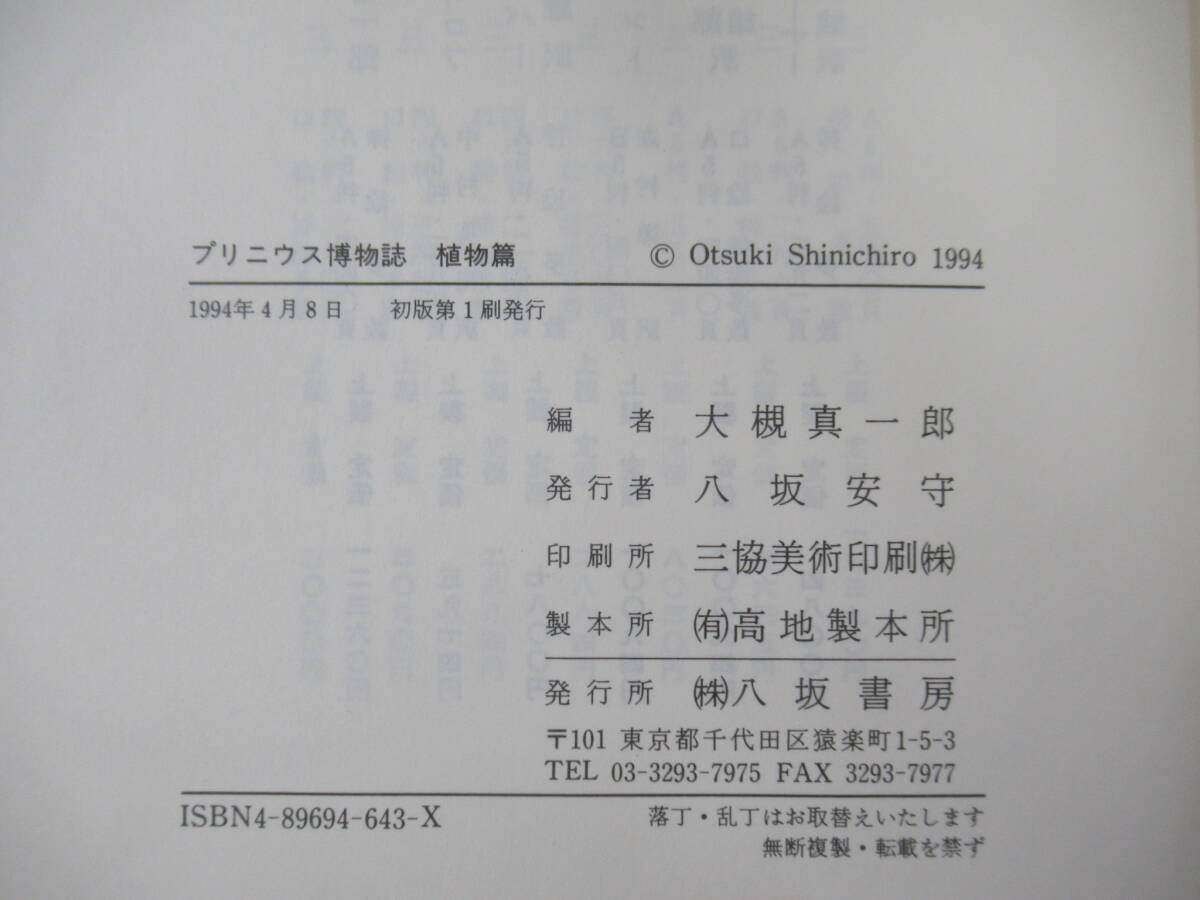 プリニウス博物誌 植物篇 © Otsuki Shinichiro 1994
1994年4月8日 初版第1刷発行
編者 大槻真一郎
発行者 八坂安守
印刷所 三協美術印刷㈱
製本所 ㈲高地製本所
発行所 ㈱八坂書房
〒101 東京都千代田区猿楽町1-5-3
TEL 03-3293-7975 FAX 3293-7977
ISBN4-89694-643-X 落丁・乱丁はお取替えいたします
無断複製・転載を禁ず